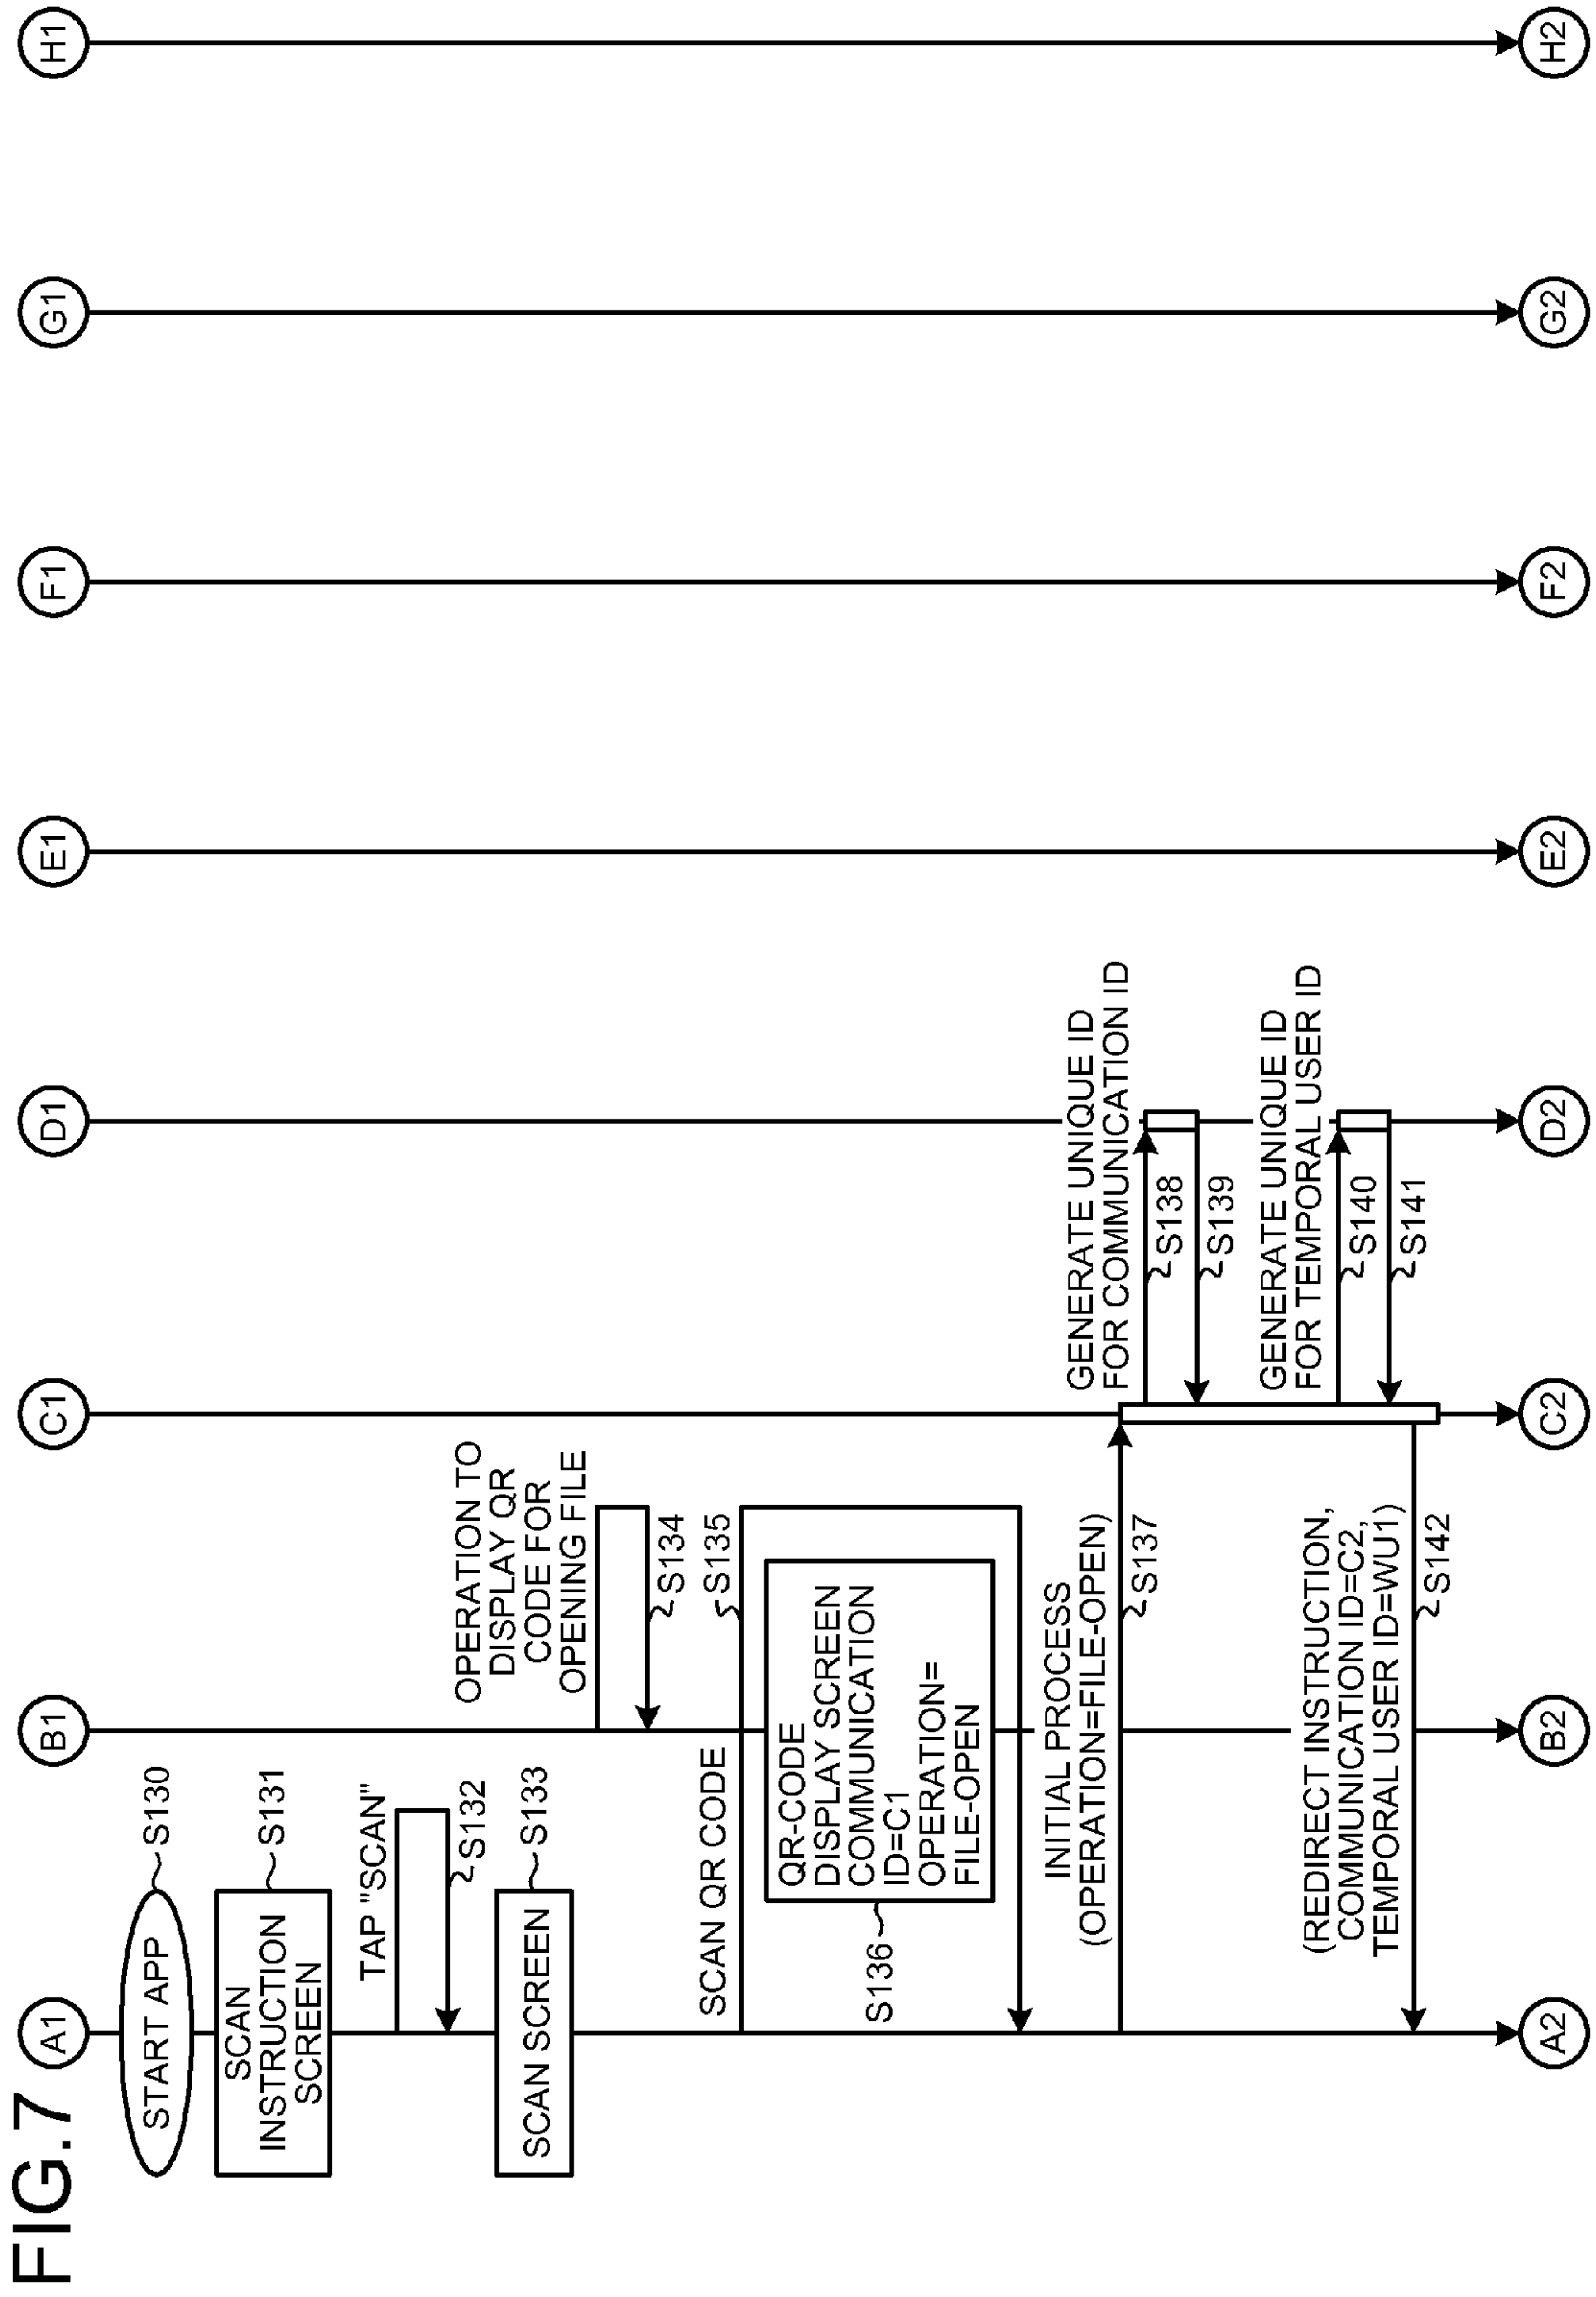 FIG.7
A1
B1
C1
D1
E1
F1
G1
H1
START APP
S130
SCAN
INSTRUCTION
SCREEN
S131
TAP "SCAN"
S132
SCAN SCREEN
S133
OPERATION TO
DISPLAY QR
CODE FOR
OPENING FILE
S134
SCAN QR CODE
S135
QR-CODE
DISPLAY SCREEN
COMMUNICATION
ID=C1
OPERATION=
FILE-OPEN
S136
INITIAL PROCESS
(OPERATION=FILE-OPEN)
S137
GENERATE UNIQUE ID
FOR COMMUNICATION ID
S138
S139
GENERATE UNIQUE ID
FOR TEMPORAL USER ID
S140
S141
(REDIRECT INSTRUCTION,
COMMUNICATION ID=C2,
TEMPORAL USER ID=WU1)
S142
A2
B2
C2
D2
E2
F2
G2
H2